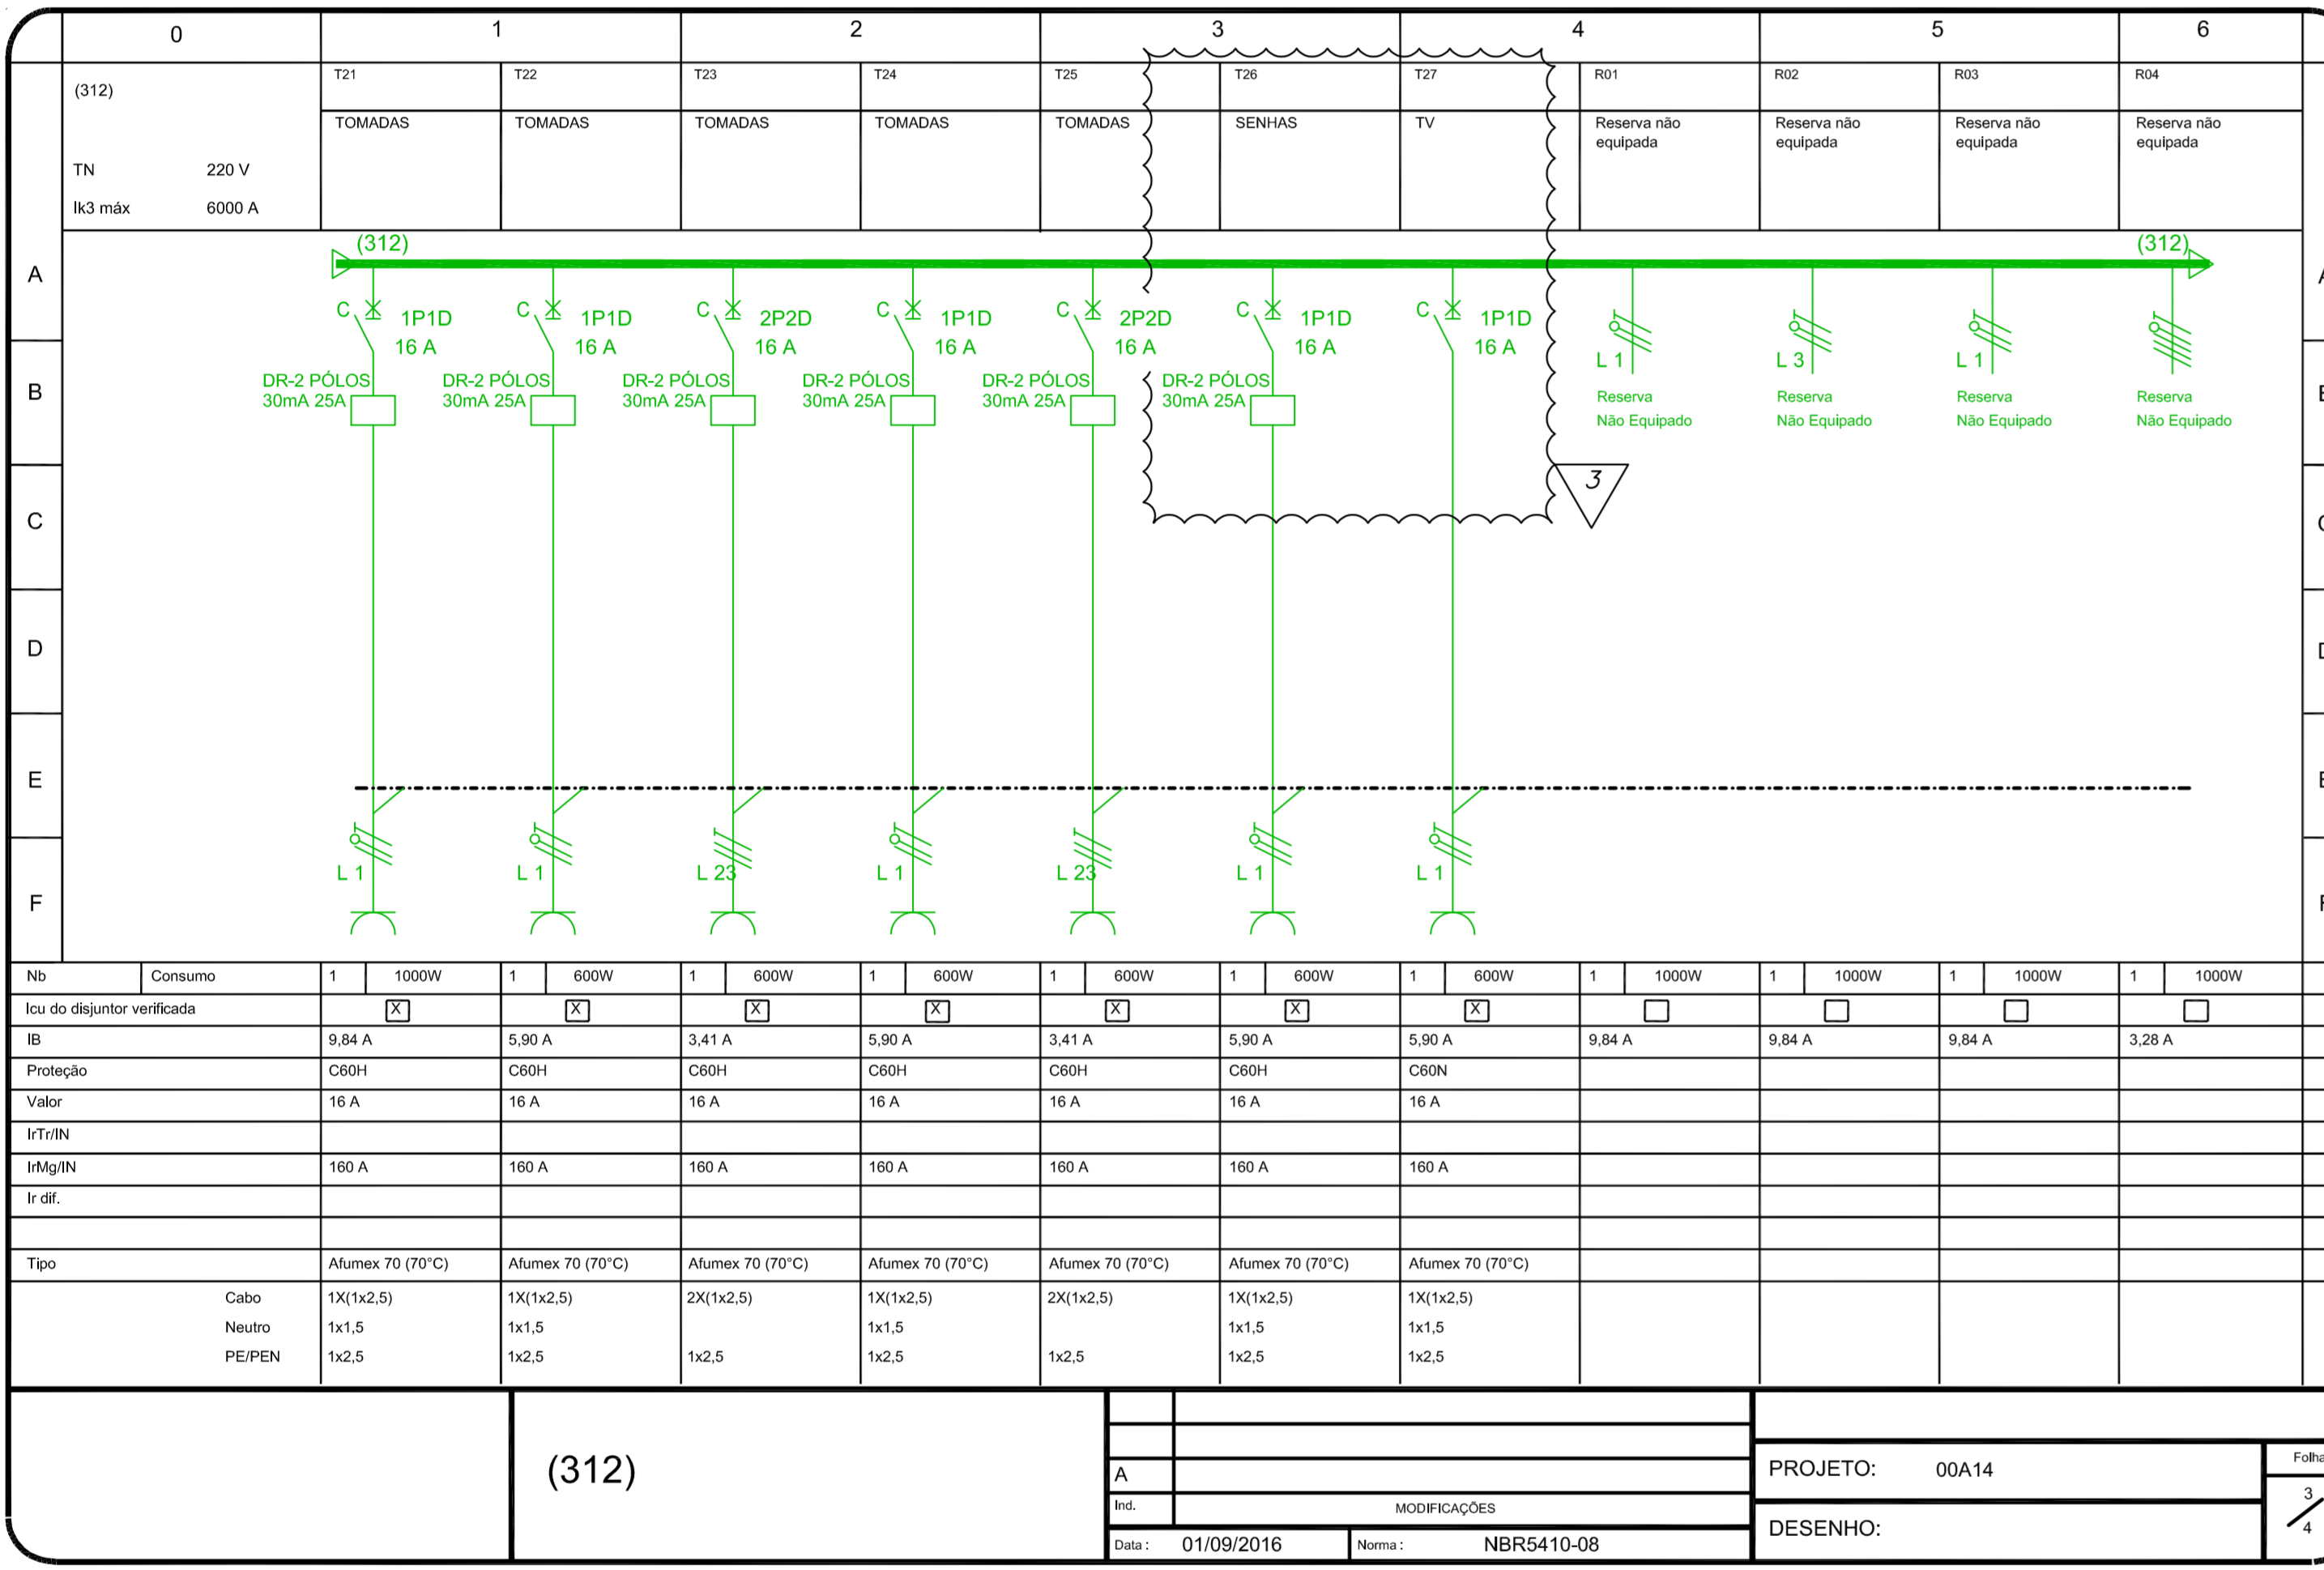 0 1 2 3 4 5 6
(312) T21 T22 T23 T24 T25 T26 T27 R01 R02 R03 R04
TOMADAS TOMADAS TOMADAS TOMADAS TOMADAS SENHAS TV Reserva não Reserva não Reserva não Reserva não
equipada equipada equipada equipada
TN 220 V
Ik3 máx 6000 A
(312) (312)
A
C C C C C C C
1P1D 1P1D 2P2D 1P1D 2P2D 1P1D 1P1D
16 A 16 A 16 A 16 A 16 A 16 A 16 A
L 1 L 3 L 1
DR-2 PÓLOS DR-2 PÓLOS DR-2 PÓLOS DR-2 PÓLOS DR-2 PÓLOS DR-2 PÓLOS
B
30mA 25A 30mA 25A 30mA 25A 30mA 25A 30mA 25A 30mA 25A
Reserva Reserva Reserva Reserva
Não Equipado Não Equipado Não Equipado Não Equipado
3
C
D
E
L 1 L 1 L 23 L 1 L 23 L 1 L 1
F
Nb Consumo 1 1000W 1 600W 1 600W 1 600W 1 600W 1 600W 1 600W 1 1000W 1 1000W 1 1000W 1 1000W
Icu do disjuntor verificada X X X X X X X
IB 9,84 A 5,90 A 3,41 A 5,90 A 3,41 A 5,90 A 5,90 A 9,84 A 9,84 A 9,84 A 3,28 A
Proteção C60H C60H C60H C60H C60H C60H C60N
Valor 16 A 16 A 16 A 16 A 16 A 16 A 16 A
IrTr/IN
IrMg/IN 160 A 160 A 160 A 160 A 160 A 160 A 160 A
Ir dif.
Tipo Afumex 70 (70°C) Afumex 70 (70°C) Afumex 70 (70°C) Afumex 70 (70°C) Afumex 70 (70°C) Afumex 70 (70°C) Afumex 70 (70°C)
Cabo 1X(1x2,5) 1X(1x2,5) 2X(1x2,5) 1X(1x2,5) 2X(1x2,5) 1X(1x2,5) 1X(1x2,5)
Neutro 1x1,5 1x1,5 1x1,5 1x1,5 1x1,5
PE/PEN 1x2,5 1x2,5 1x2,5 1x2,5 1x2,5 1x2,5 1x2,5
(312)
A
Ind. MODIFICAÇÕES
Data : 01/09/2016 Norma : NBR5410-08
PROJETO: 00A14
DESENHO:
Folha
3
4